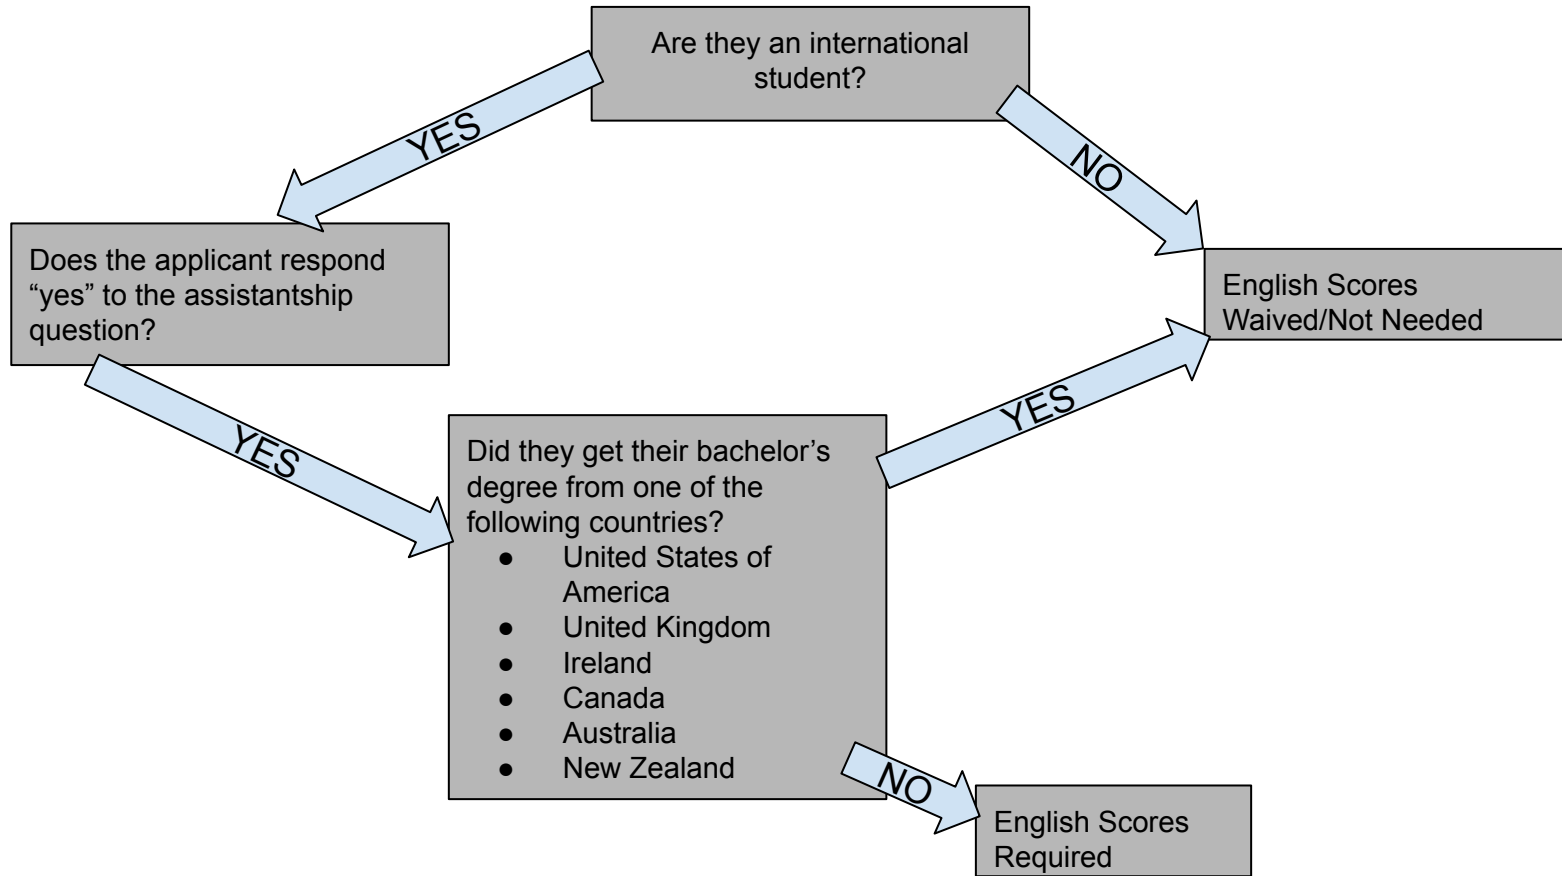 Are they an international
student?
YES
NO
Does the applicant respond
“yes” to the assistantship
question?
English Scores
Waived/Not Needed
YES
YES
Did they get their bachelor’s
degree from one of the
following countries?
● United States of
America
● United Kingdom
● Ireland
● Canada
● Australia
● New Zealand
NO
English Scores
Required